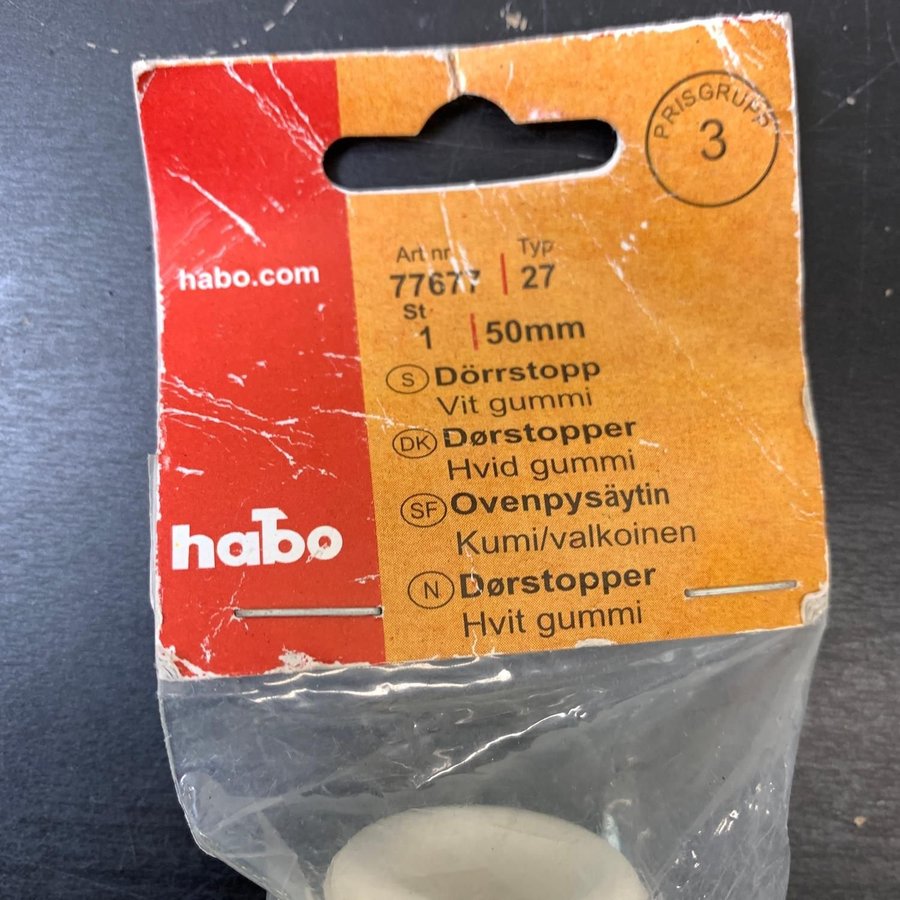 PRISGRUPP
3
habo.com
Art nr
Typ
77677
27
St
1
50mm
S Dörrstopp
Vit gummi
DK Dørstopper
Hvid gummi
SF Ovenpysäytin
Kumi/valkoinen
habo
N Dørstopper
Hvit gummi